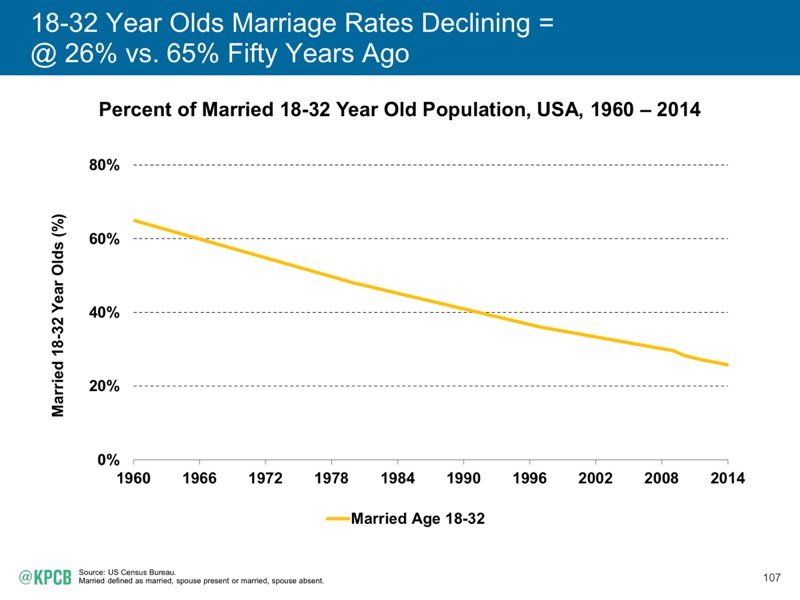 18-32 Year Olds Marriage Rates Declining =
@ 26% vs. 65% Fifty Years Ago
Percent of Married 18-32 Year Old Population, USA, 1960 – 2014
Married 18-32 Year Olds (%)
80%
60%
40%
20%
0%
1960 1966 1972 1978 1984 1990 1996 2002 2008 2014
Married Age 18-32
@KPCB
Source: US Census Bureau.
Married defined as married, spouse present or married, spouse absent.
107